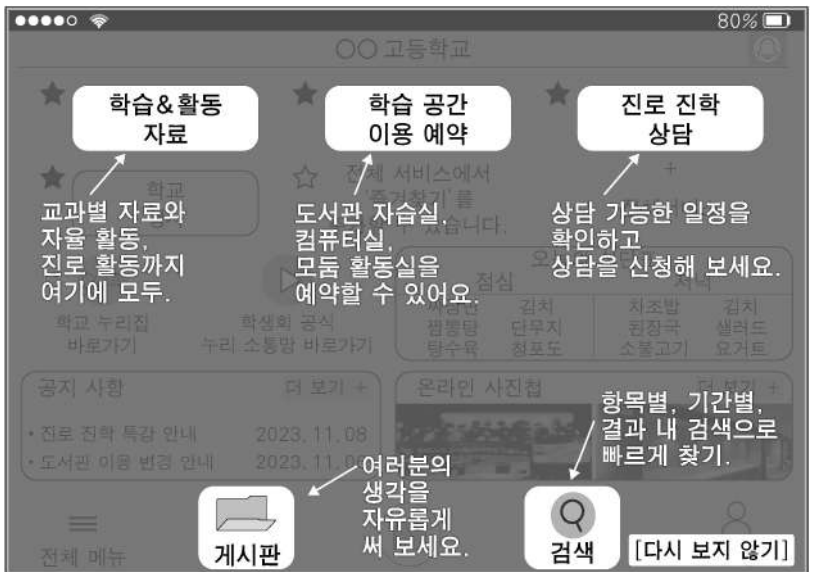 80%
○○ 고등학교
학습&활동
자료
학습 공간
이용 예약
진로 진학
상담
학교
전체 서비스에서
교과별 자료와
자율 활동,
진로 활동까지
여기에 모두.
도서관 자습실,
컴퓨터실,
모둠 활동실을
예약할 수 있어요.
상담 가능한 일정을
확인하고
상담을 신청해 보세요.
점심
김치
차조밥 김치
학교 누리집
바로가기
학생회 공식
누리 소통망 바로가기
짬뽕탕 단무지
탕수육 청포도
된장국 샐러드
소불고기 요거트
공지 사항 더 보기 +
온라인 사진첩 더 보기 +
• 진로 진학 특강 안내 2023. 11. 08
• 도서관 이용 변경 안내 2023. 11.
항목별, 기간별,
결과 내 검색으로
빠르게 찾기.
여러분의
생각을
자유롭게
써 보세요.
전체 메뉴
게시판
검색
[다시 보지 않기]